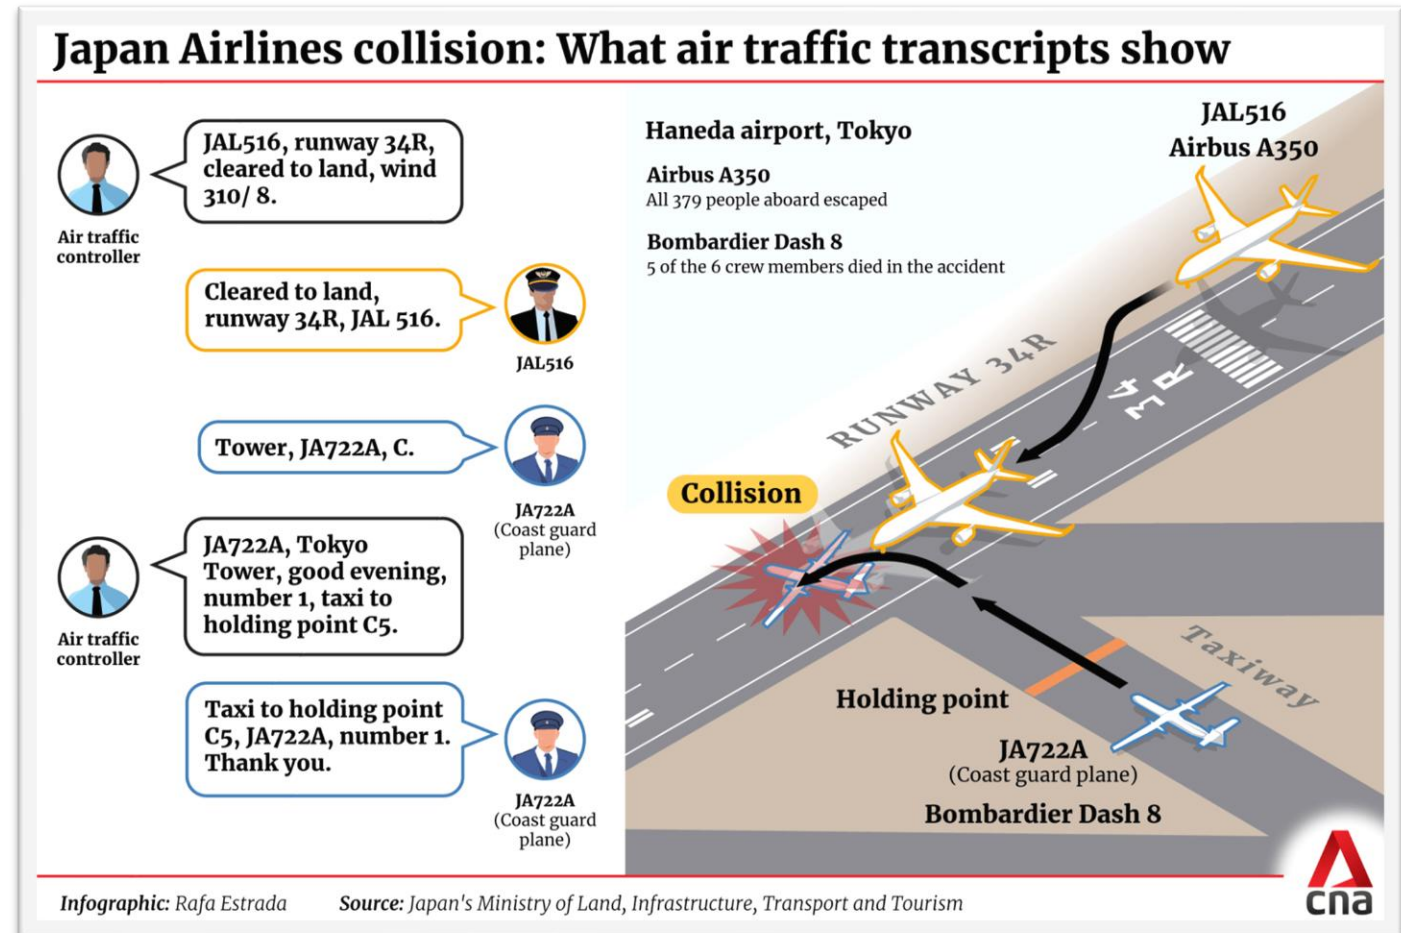 Japan Airlines collision: What air traffic transcripts show
JAL516, runway 34R,
cleared to land, wind
310/ 8.
Air traffic
controller
Cleared to land,
runway 34R, JAL 516.
JAL516
Tower, JA722A, C.
JA722A
(Coast guard
plane)
JA722A, Tokyo
Tower, good evening,
number 1, taxi to
holding point C5.
Air traffic
controller
Taxi to holding point
C5, JA722A, number 1.
Thank you.
JA722A
(Coast guard
plane)
Haneda airport, Tokyo
Airbus A350
All 379 people aboard escaped
Bombardier Dash 8
5 of the 6 crew members died in the accident
JAL516
Airbus A350
RUNWAY 34R
34
R
Collision
Taxiway
Holding point
JA722A
(Coast guard plane)
Bombardier Dash 8
Infographic: Rafa Estrada
Source: Japan's Ministry of Land, Infrastructure, Transport and Tourism
cna